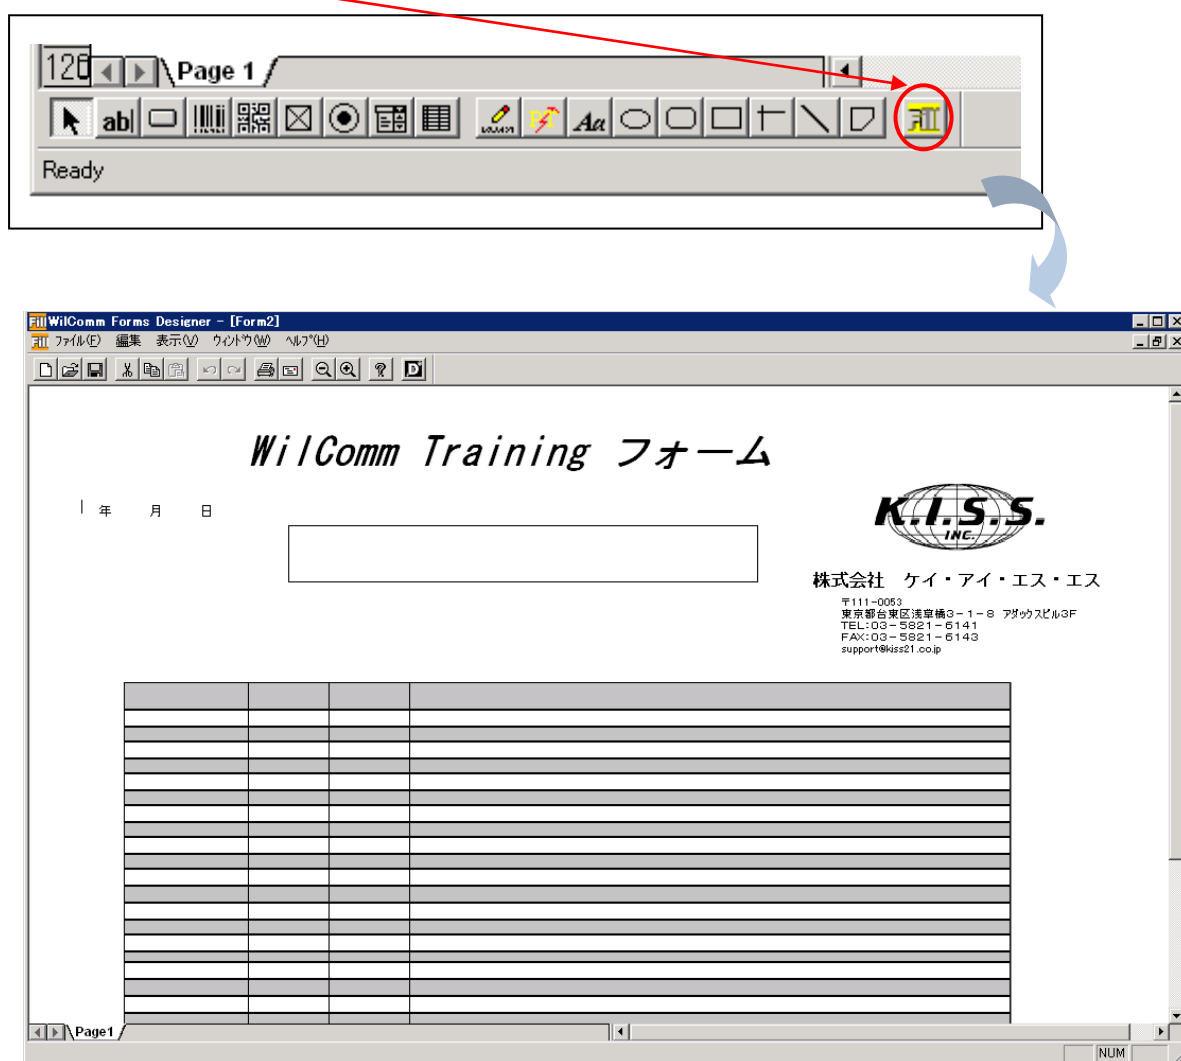 120
Page 1
ab
Aa
Fill
Ready
Fill WilComm Forms Designer - [Form2]
Fill ファイル(F) 編集 表示(V) ウィンドウ(W) ヘルプ(H)
D
WilComm Training フォーム
年 月 日
K.I.S.S.
INC.
株式会社 ケイ・アイ・エス・エス
〒111-0053
東京都台東区浅草橋3-1-8 アダックスビル3F
TEL:03-5821-6141
FAX:03-5821-6143
support@kiss21.co.jp
Page1
NUM